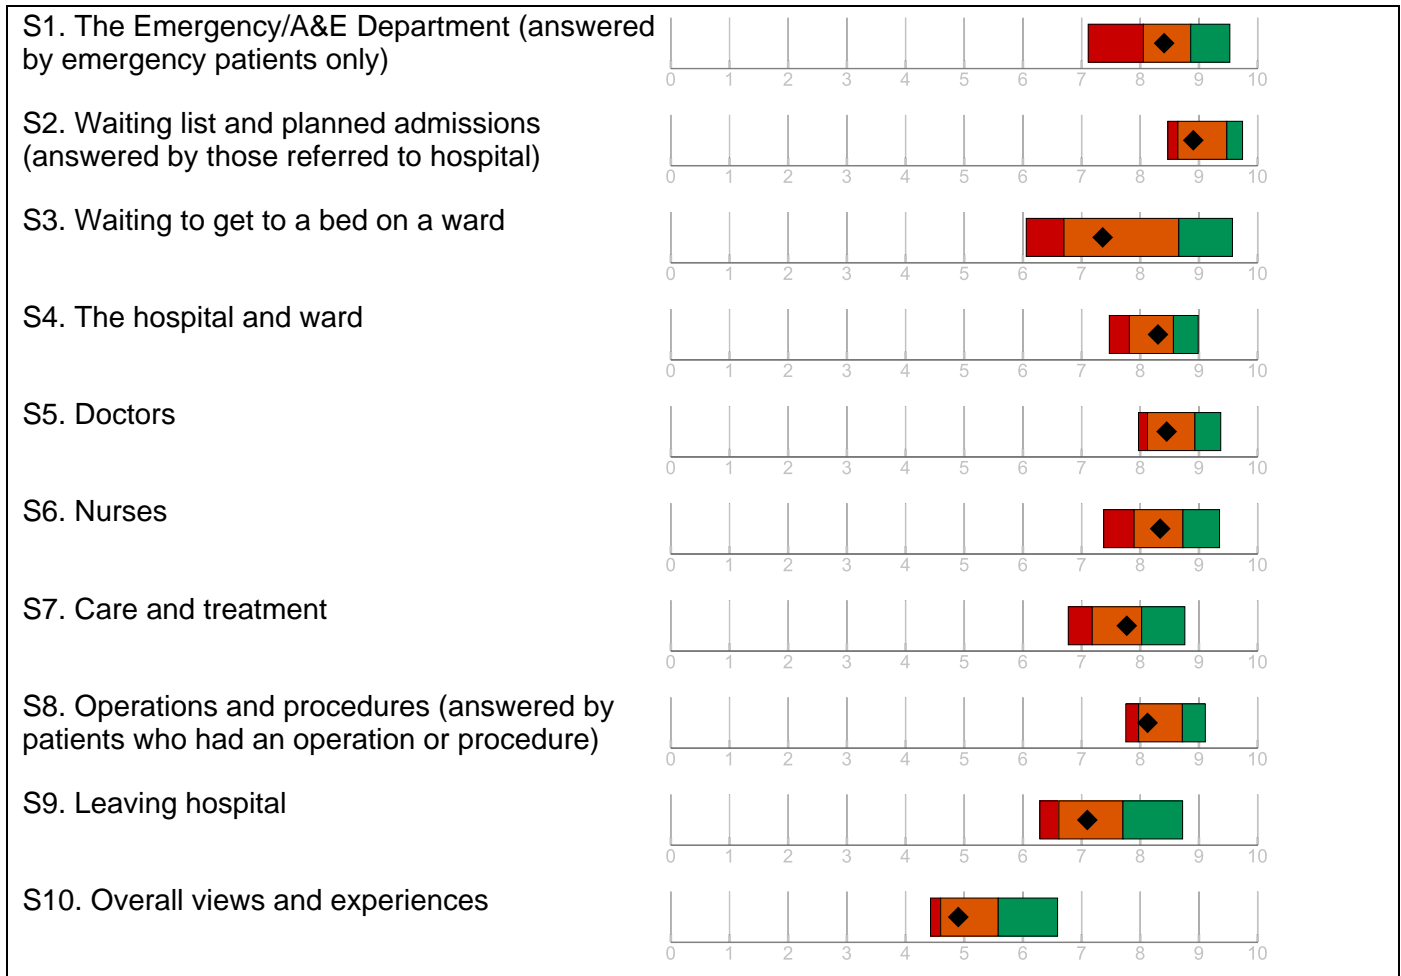 S1. The Emergency/A&E Department (answered
by emergency patients only)
0 1 2 3 4 5 6 7 8 9 10
S2. Waiting list and planned admissions
(answered by those referred to hospital)
0 1 2 3 4 5 6 7 8 9 10
S3. Waiting to get to a bed on a ward
0 1 2 3 4 5 6 7 8 9 10
S4. The hospital and ward
0 1 2 3 4 5 6 7 8 9 10
S5. Doctors
0 1 2 3 4 5 6 7 8 9 10
S6. Nurses
0 1 2 3 4 5 6 7 8 9 10
S7. Care and treatment
0 1 2 3 4 5 6 7 8 9 10
S8. Operations and procedures (answered by
patients who had an operation or procedure)
0 1 2 3 4 5 6 7 8 9 10
S9. Leaving hospital
0 1 2 3 4 5 6 7 8 9 10
S10. Overall views and experiences
0 1 2 3 4 5 6 7 8 9 10